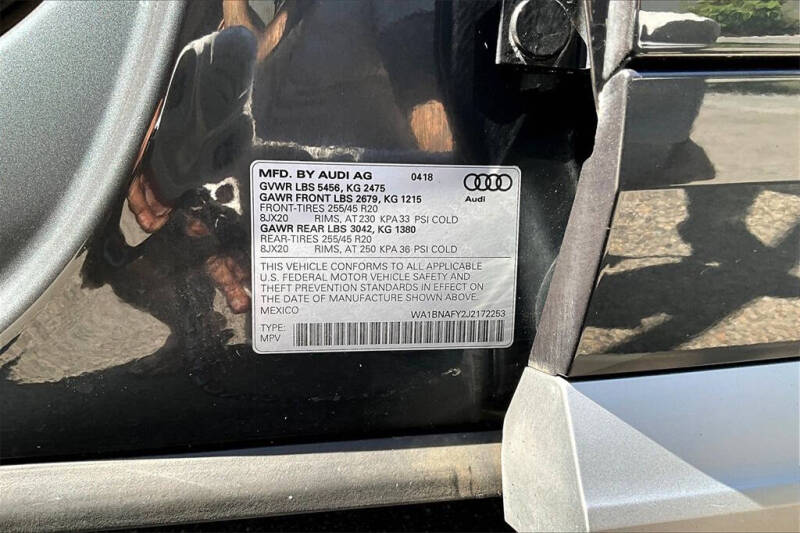 MFD. BY AUDI AG 0418
GVWR LBS 5456, KG 2475
GAWR FRONT LBS 2679, KG 1215
FRONT-TIRES 255/45 R20
8JX20 RIMS, AT 230 KPA 33 PSI COLD
GAWR REAR LBS 3042, KG 1380
REAR-TIRES 255/45 R20
8JX20 RIMS, AT 250 KPA 36 PSI COLD
Audi
THIS VEHICLE CONFORMS TO ALL APPLICABLE
U.S. FEDERAL MOTOR VEHICLE SAFETY AND
THEFT PREVENTION STANDARDS IN EFFECT ON
THE DATE OF MANUFACTURE SHOWN ABOVE.
MEXICO WA1BNAFY2J2172253
TYPE:
MPV